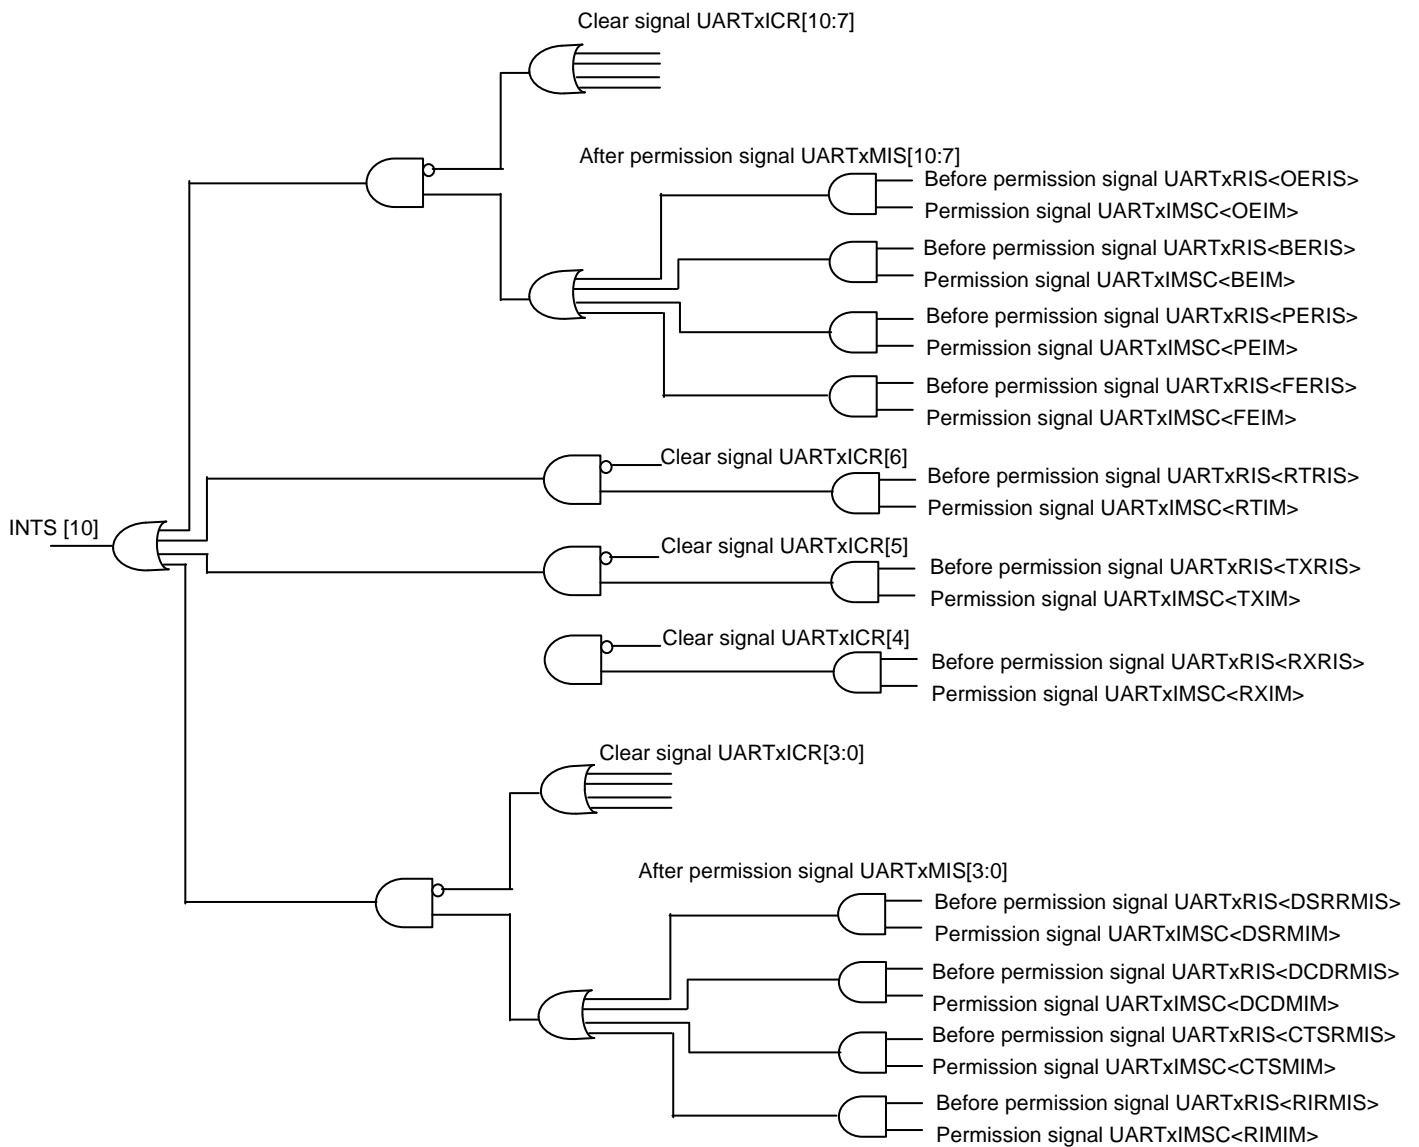 Clear signal UARTxICR[10:7]
After permission signal UARTxMIS[10:7]
Before permission signal UARTxRIS<OERIS>
Permission signal UARTxIMSC<OEIM>
Before permission signal UARTxRIS<BERIS>
Permission signal UARTxIMSC<BEIM>
Before permission signal UARTxRIS<PERIS>
Permission signal UARTxIMSC<PEIM>
Before permission signal UARTxRIS<FERIS>
Permission signal UARTxIMSC<FEIM>
Clear signal UARTxICR[6]
Before permission signal UARTxRIS<RTRIS>
Permission signal UARTxIMSC<RTIM>
INTS [10]
Clear signal UARTxICR[5]
Before permission signal UARTxRIS<TXRIS>
Permission signal UARTxIMSC<TXIM>
Clear signal UARTxICR[4]
Before permission signal UARTxRIS<RXRIS>
Permission signal UARTxIMSC<RXIM>
Clear signal UARTxICR[3:0]
After permission signal UARTxMIS[3:0]
Before permission signal UARTxRIS<DSRRMIS>
Permission signal UARTxIMSC<DSRMIM>
Before permission signal UARTxRIS<DCDRMIS>
Permission signal UARTxIMSC<DCDMIM>
Before permission signal UARTxRIS<CTSRMIS>
Permission signal UARTxIMSC<CTSMIM>
Before permission signal UARTxRIS<RIRMIS>
Permission signal UARTxIMSC<RIMIM>